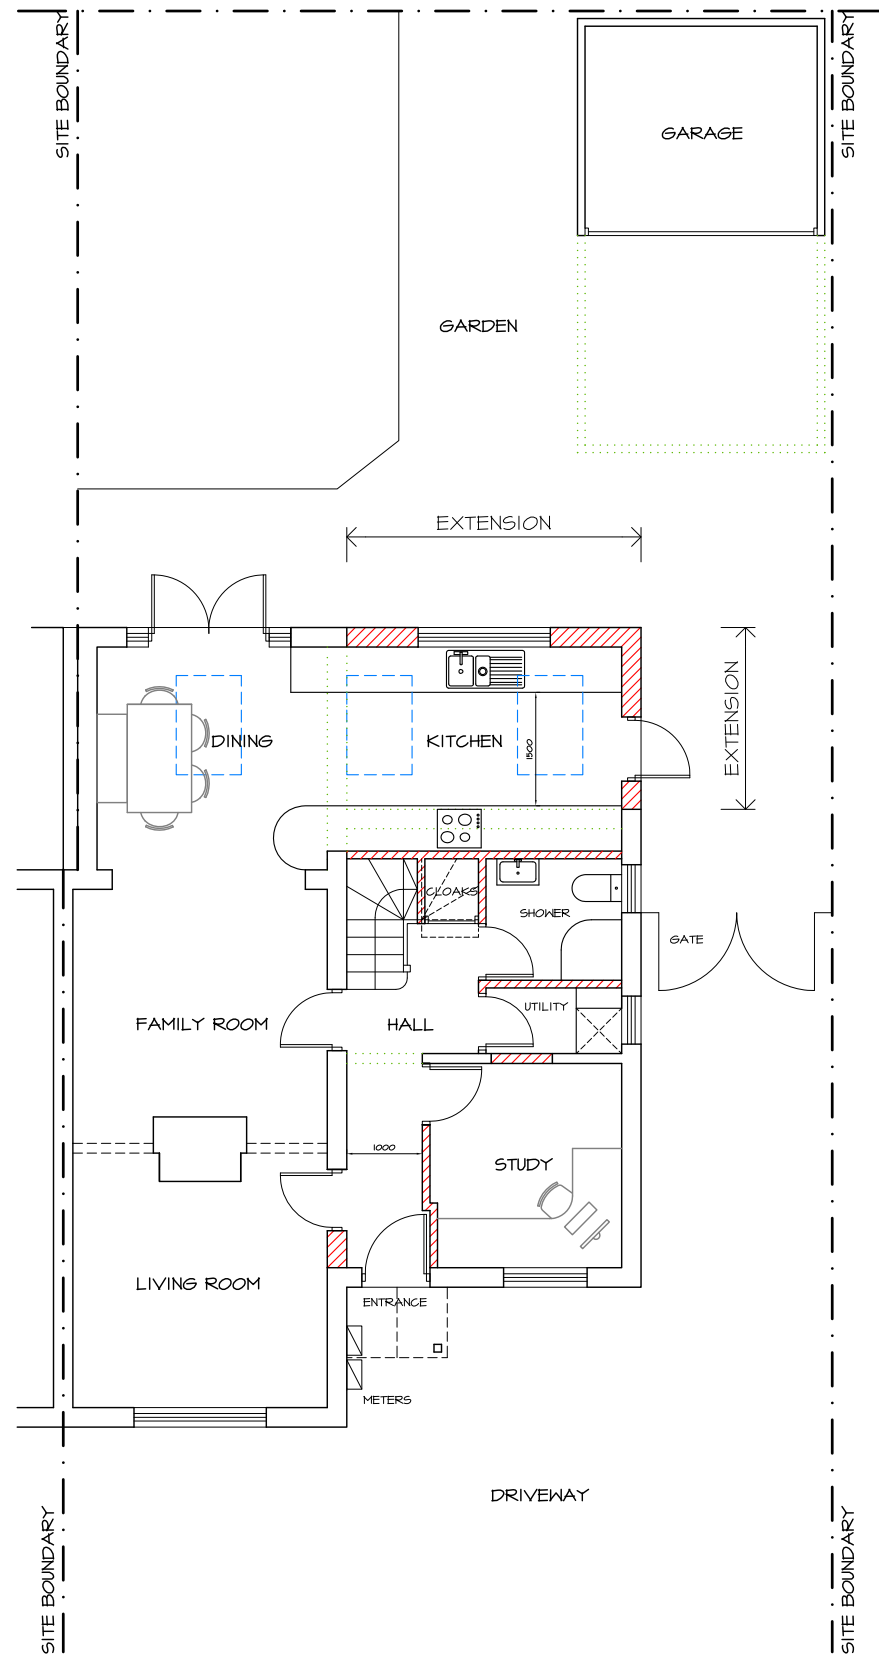 SITE BOUNDARY
SITE BOUNDARY
GARAGE
GARDEN
EXTENSION
EXTENSION
DINING
KITCHEN
1500
CLOAKS
SHOWER
GATE
UTILITY
FAMILY ROOM
HALL
1000
STUDY
LIVING ROOM
ENTRANCE
METERS
DRIVEWAY
SITE BOUNDARY
SITE BOUNDARY